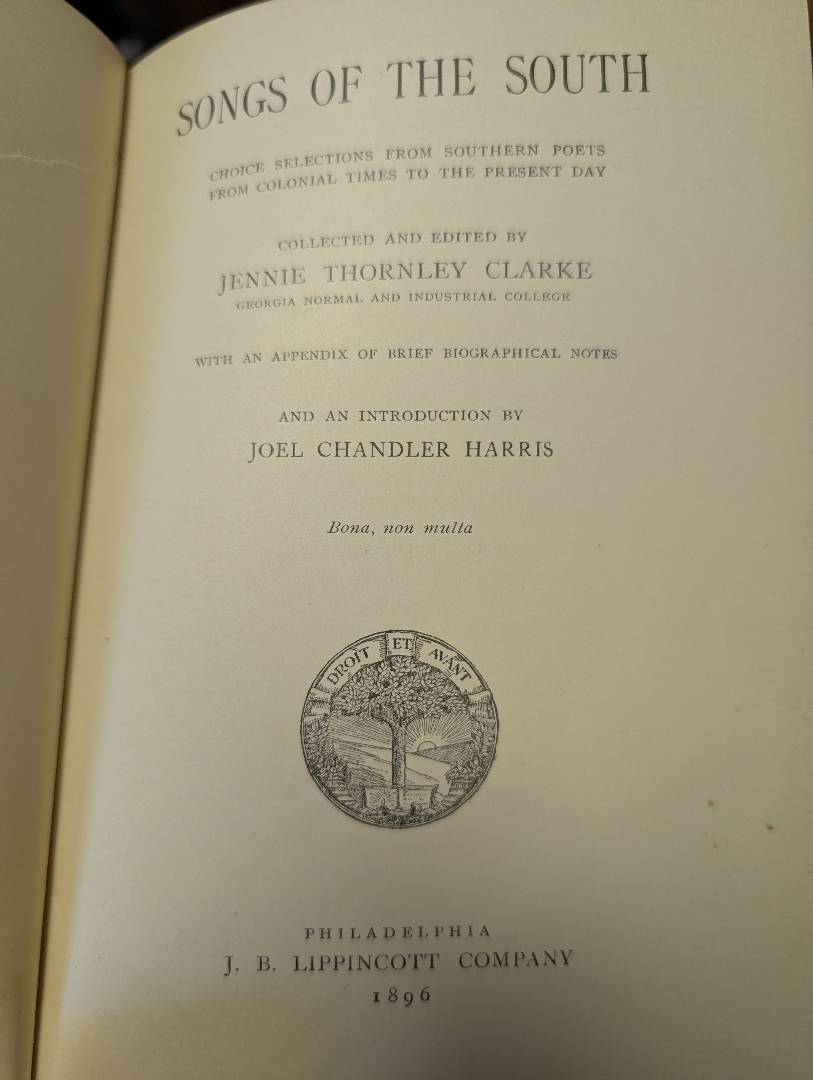 SONGS OF THE SOUTH
CHOICE SELECTIONS FROM SOUTHERN POETS
FROM COLONIAL TIMES TO THE PRESENT DAY
COLLECTED AND EDITED BY
JENNIE THORNLEY CLARKE
GEORGIA NORMAL AND INDUSTRIAL COLLEGE
WITH AN APPENDIX OF BRIEF BIOGRAPHICAL NOTES
AND AN INTRODUCTION BY
JOEL CHANDLER HARRIS
Bona, non multa
DROIT ET AVANT
PHILADELPHIA
J. B. LIPPINCOTT COMPANY
1896